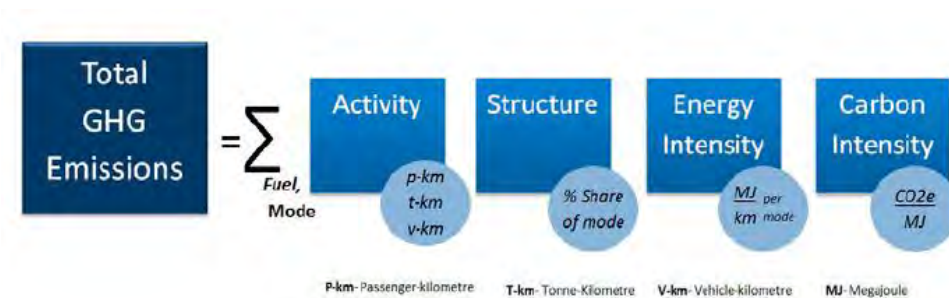 Total
GHG
Emissions
=∑
Fuel,
Mode
Activity
p-km
t-km
v-km
Structure
% Share
of mode
Energy
Intensity
MJ per
km mode
Carbon
Intensity
CO2e
MJ
P-km- Passenger-kilometre T-km- Tonne-Kilometre V-km- Vehicle-kilometre MJ- Megajoule